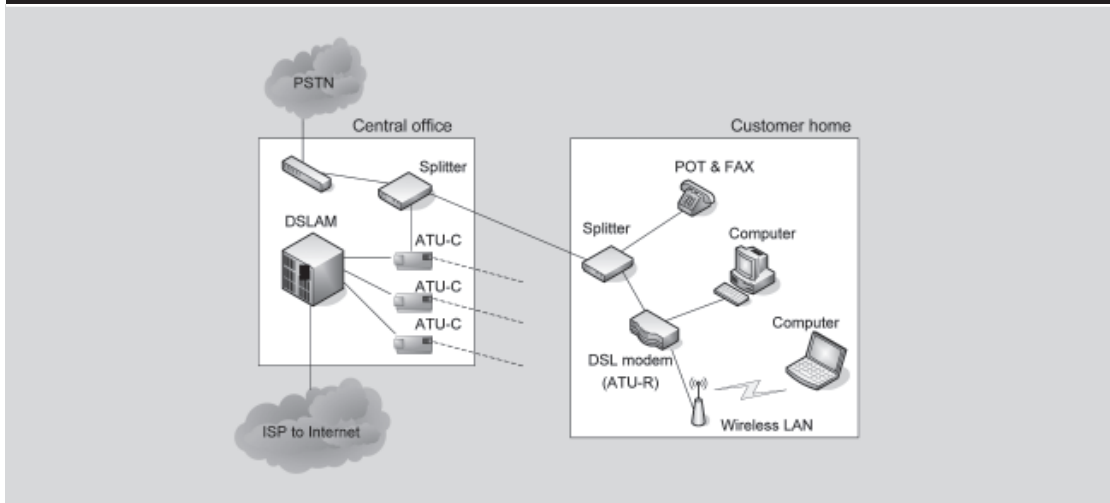 PSTN
Central office
Splitter
DSLAM
ATU-C
ATU-C
ATU-C
ISP to Internet
Customer home
POT & FAX
Splitter
Computer
Computer
DSL modem
(ATU-R)
Wireless LAN